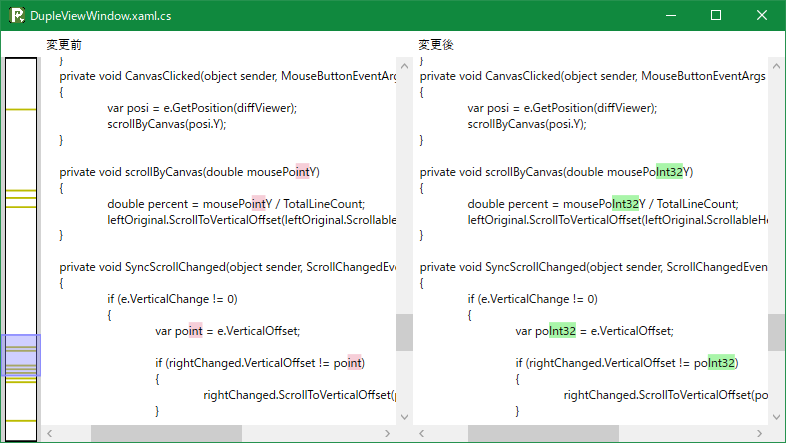 DupleViewWindow.xaml.cs
変更前
}
private void CanvasClicked(object sender, MouseButtonEventArg
{
var posi = e.GetPosition(diffViewer);
scrollByCanvas(posi.Y);
}
private void scrollByCanvas(double mousePointY)
{
double percent = mousePointY / TotalLineCount;
leftOriginal.ScrollToVerticalOffset(leftOriginal.Scrollable
}
private void SyncScrollChanged(object sender, ScrollChangedE
{
if (e.VerticalChange != 0)
{
var point = e.VerticalOffset;
if (rightChanged.VerticalOffset != point)
{
rightChanged.ScrollToVerticalOffset(
}
変更後
}
private void CanvasClicked(object sender, MouseButtonEventArgs
{
var posi = e.GetPosition(diffViewer);
scrollByCanvas(posi.Y);
}
private void scrollByCanvas(double mousePoInt32Y)
{
double percent = mousePoInt32Y / TotalLineCount;
leftOriginal.ScrollToVerticalOffset(leftOriginal.ScrollableHe
}
private void SyncScrollChanged(object sender, ScrollChangedEven
{
if (e.VerticalChange != 0)
{
var poInt32 = e.VerticalOffset;
if (rightChanged.VerticalOffset != poInt32)
{
rightChanged.ScrollToVerticalOffset(po
}